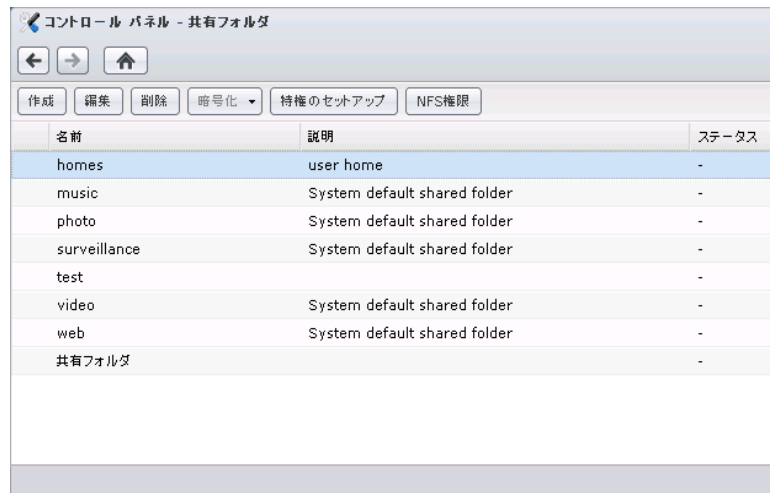 コントロール パネル - 共有フォルダ
作成 編集 削除 暗号化 特権のセットアップ NFS権限
名前 説明 ステータス
homes user home -
music System default shared folder -
photo System default shared folder -
surveillance System default shared folder -
test -
video System default shared folder -
web System default shared folder -
共有フォルダ -